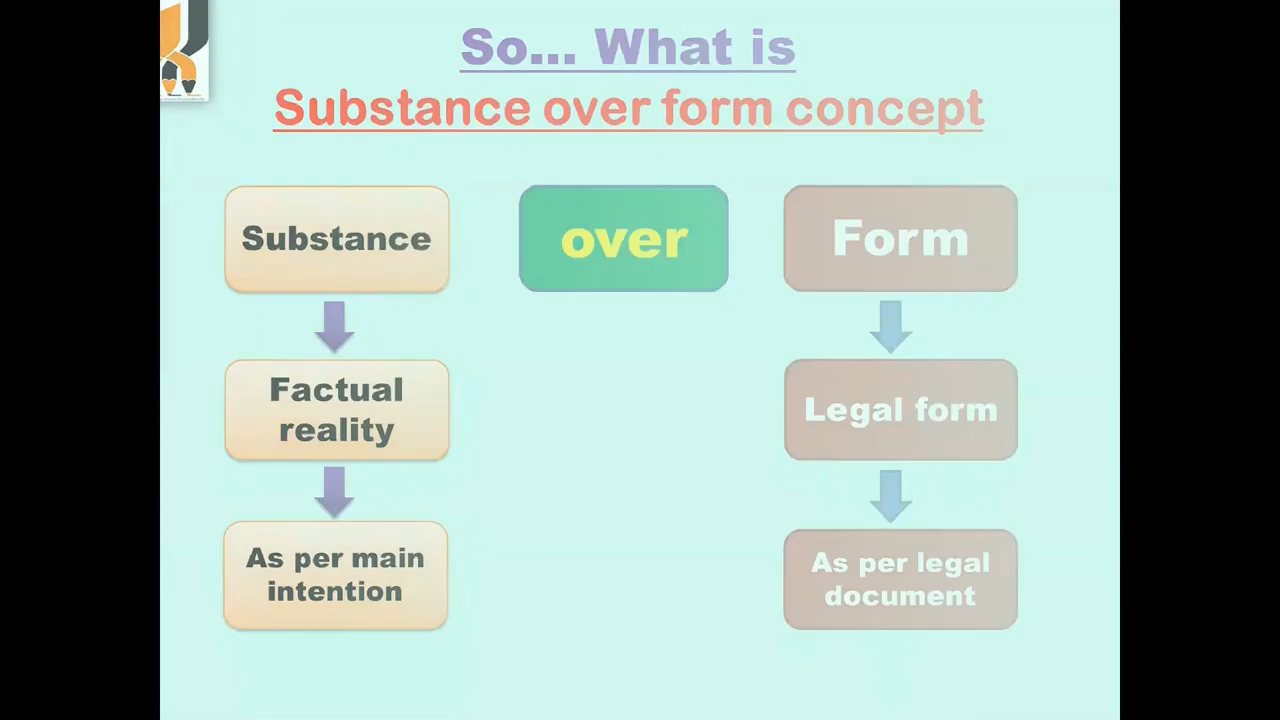 So... What is
Substance over form concept
Substance
over
Form
Factual
reality
Legal form
As per main
intention
As per legal
document